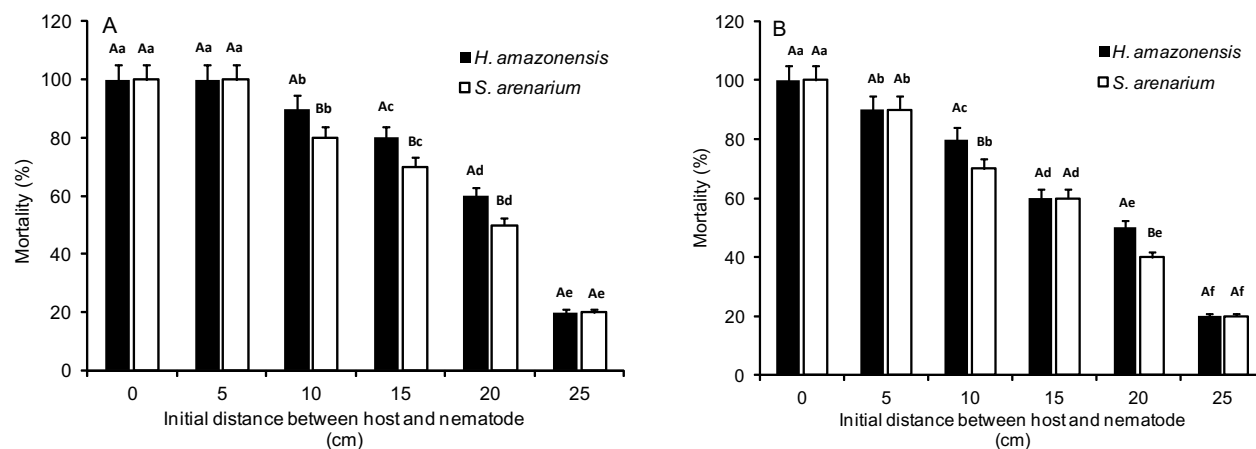 A
120
100
80
60
40
20
0
Mortality (%)
H. amazonensis
S. arenarium
Aa Aa
Aa Aa
Ab
Bb
Ac
Bc
Ad
Bd
Ae Ae
0 5 10 15 20 25
Initial distance between host and nematode
(cm)
B
120
100
80
60
40
20
0
Mortality (%)
H. amazonensis
S. arenarium
Aa Aa
Ab Ab
Ac
Bb
Ad Ad
Ae
Be
Af Af
0 5 10 15 20 25
Initial distance between host and nematode
(cm)